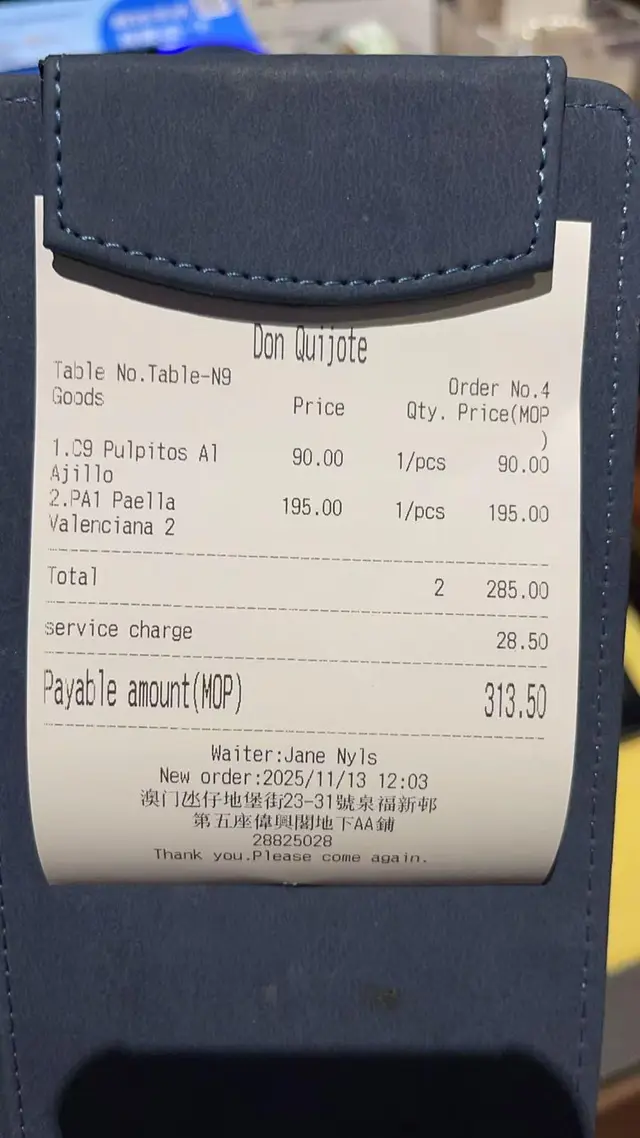 Don Quijote
Table No.Table-N9
Order No.4
Goods Price Qty. Price(MOP
)
1.C9 Pulpitos Al 90.00 1/pcs 90.00
Ajillo
2.PA1 Paella 195.00 1/pcs 195.00
Valenciana 2
Total 2 285.00
service charge 28.50
Payable amount(MOP) 313.50
Waiter:Jane Nyls
New order:2025/11/13 12:03
澳门氹仔地堡街23-31號泉福新邨
第五座偉興閣地下AA鋪
28825028
Thank you.Please come again.